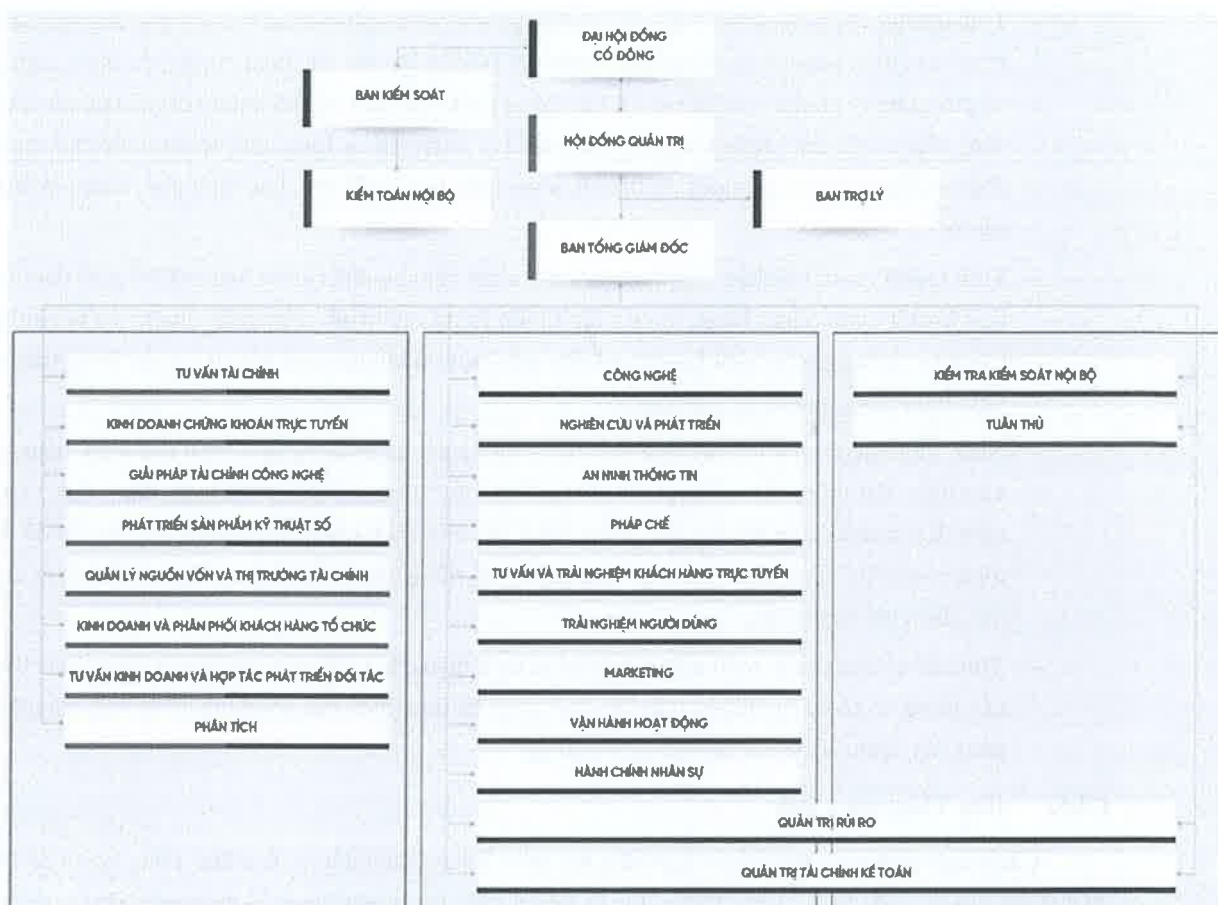 ĐẠI HỘI ĐỒNG
CỔ ĐÔNG
BAN KIỂM SOÁT
HỘI ĐỒNG QUẢN TRỊ
KIỂM TOÁN NỘI BỘ
BAN TRỢ LÝ
BAN TỔNG GIÁM ĐỐC
TƯ VẤN TÀI CHÍNH
KINH DOANH CHỨNG KHOÁN TRỰC TUYẾN
GIẢI PHÁP TÀI CHÍNH CÔNG NGHỆ
PHÁT TRIỂN SẢN PHẨM KỸ THUẬT SỐ
QUẢN LÝ NGUỒN VỐN VÀ THỊ TRƯỜNG TÀI CHÍNH
KINH DOANH VÀ PHÂN PHỐI KHÁCH HÀNG TỔ CHỨC
TƯ VẤN KINH DOANH VÀ HỢP TÁC PHÁT TRIỂN ĐỐI TÁC
PHÂN TÍCH
CÔNG NGHỆ
NGHIÊN CỨU VÀ PHÁT TRIỂN
AN NINH THÔNG TIN
PHÁP CHẾ
TƯ VẤN VÀ TRẢI NGHIỆM KHÁCH HÀNG TRỰC TUYẾN
TRẢI NGHIỆM NGƯỜI DÙNG
MARKETING
VẬN HÀNH HOẠT ĐỘNG
HÀNH CHÍNH NHÂN SỰ
KIỂM TRA KIỂM SOÁT NỘI BỘ
TUÂN THỦ
QUẢN TRỊ RỦI RO
QUẢN TRỊ TÀI CHÍNH KẾ TOÁN